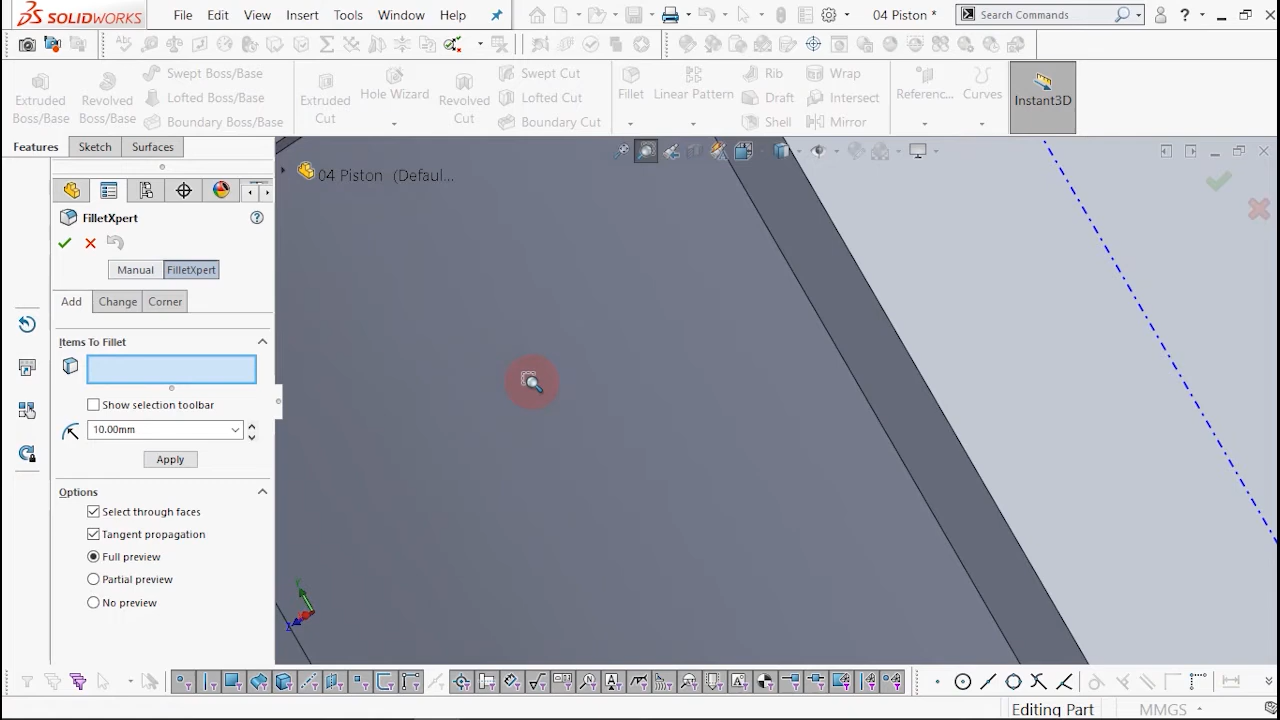 SOLIDWORKS File Edit View Insert Tools Window Help 04 Piston * Search Commands ?
Extruded Boss/Base
Revolved Boss/Base
Swept Boss/Base
Lofted Boss/Base
Boundary Boss/Base
Extruded Cut
Hole Wizard
Revolved Cut
Swept Cut
Lofted Cut
Boundary Cut
Fillet
Linear Pattern
Rib
Draft
Shell
Wrap
Intersect
Mirror
Referenc...
Curves
Instant3D
Features Sketch Surfaces
04 Piston (Defaul...
FilletXpert ?
Manual FilletXpert
Add Change Corner
Items To Fillet
Show selection toolbar
10.00mm
Apply
Options
Select through faces
Tangent propagation
Full preview
Partial preview
No preview
Y
Z
Editing Part MMGS